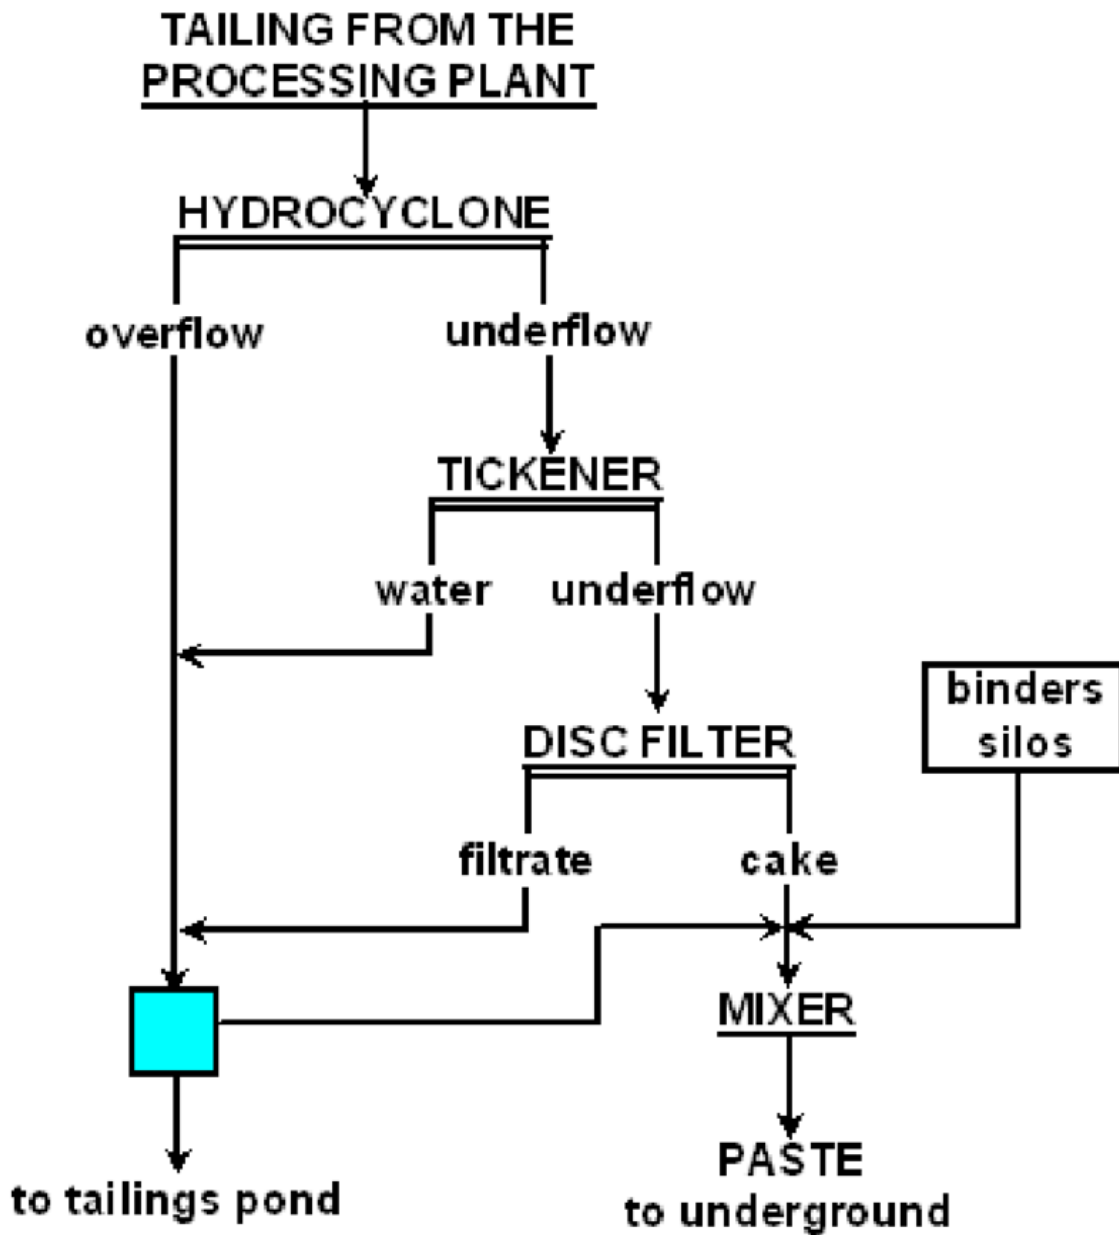 TAILING FROM THE
PROCESSING PLANT
HYDROCYCLONE
overflow
underflow
TICKENER
water
underflow
binders
silos
DISC FILTER
filtrate
cake
MIXER
PASTE
to tailings pond
to underground